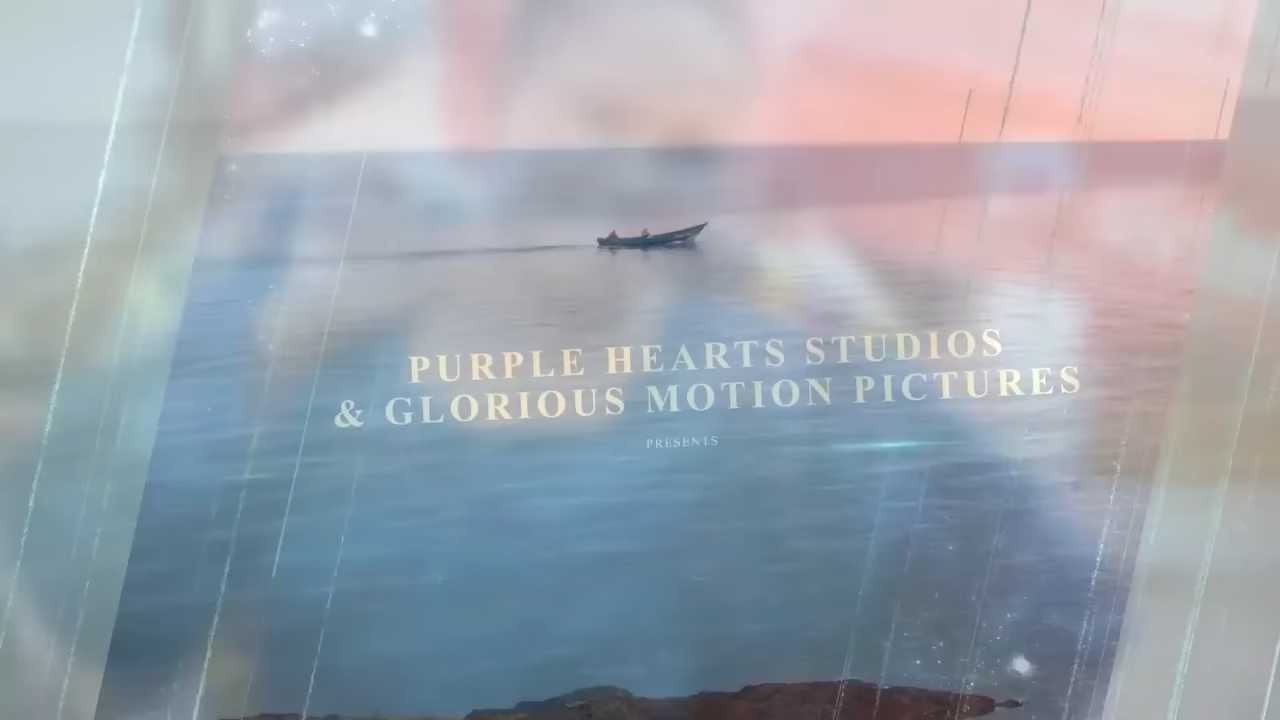 PURPLE HEARTS STUDIOS
& GLORIOUS MOTION PICTURES
PRESENTS